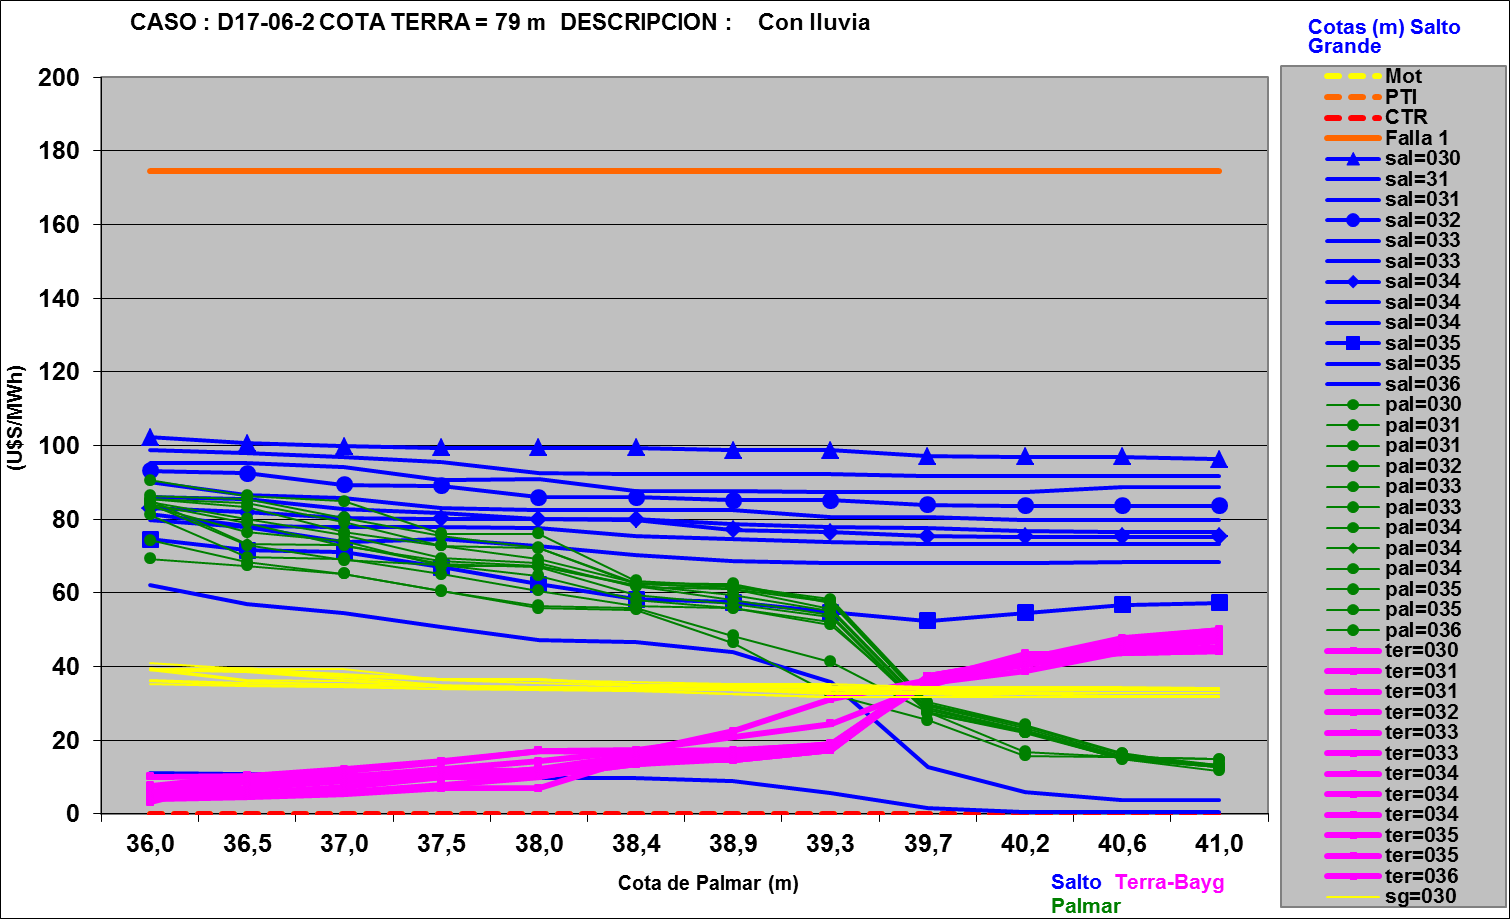 CASO : D17-06-2 COTA TERRA = 79 m DESCRIPCION : Con lluvia
Cotas (m) Salto
Grande
200
180
160
140
120
100
80
60
40
20
0
(U$S/MWh)
36,0 36,5 37,0 37,5 38,0 38,4 38,9 39,3 39,7 40,2 40,6 41,0
Cota de Palmar (m)
Salto Terra-Bayg
Palmar
Mot
PTI
CTR
Falla 1
sal=030
sal=31
sal=031
sal=032
sal=033
sal=033
sal=034
sal=034
sal=034
sal=035
sal=035
sal=036
pal=030
pal=031
pal=031
pal=032
pal=033
pal=033
pal=034
pal=034
pal=034
pal=035
pal=035
pal=036
ter=030
ter=031
ter=031
ter=032
ter=033
ter=033
ter=034
ter=034
ter=034
ter=035
ter=035
ter=036
sg=030